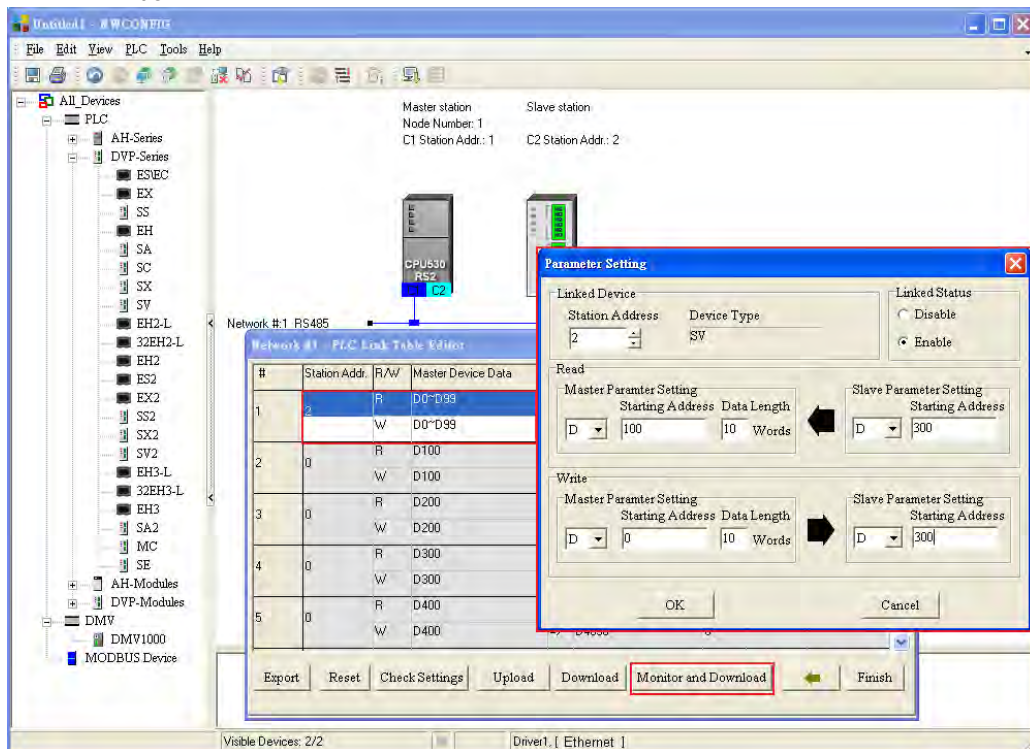 Untitled1 - NWCONFIG
File Edit View PLC Tools Help
All_Devices
PLC
AH-Series
DVP-Series
ES\EC
EX
SS
EH
SA
SC
SX
SV
EH2-L
32EH2-L
EH2
ES2
EX2
SS2
SX2
SV2
EH3-L
32EH3-L
EH3
SA2
MC
SE
AH-Modules
DVP-Modules
DMV
DMV1000
MODBUS Device
Master station
Node Number: 1
C1 Station Addr.: 1
Slave station
C2 Station Addr.: 2
CPU530
RS2
C2
Network #:1 RS485
Network #1 - PLC Link Table Editor
# Station Addr. R/W Master Device Data
1 2 R D0~D99
W D0~D99
2 0 R D100
W D100
3 0 R D200
W D200
4 0 R D300
W D300
5 0 R D400
W D400
Export Reset Check Settings Upload Download Monitor and Download Finish
Parameter Setting
Linked Device
Station Address Device Type
2 SV
Linked Status
Disable
Enable
Read
Master Paramter Setting
Starting Address Data Length
D 100 10 Words
Slave Parameter Setting
Starting Address
D 300
Write
Master Paramter Setting
Starting Address Data Length
D 0 10 Words
Slave Parameter Setting
Starting Address
D 300
OK Cancel
Visible Devices: 2/2 Driver1, [ Ethernet ]